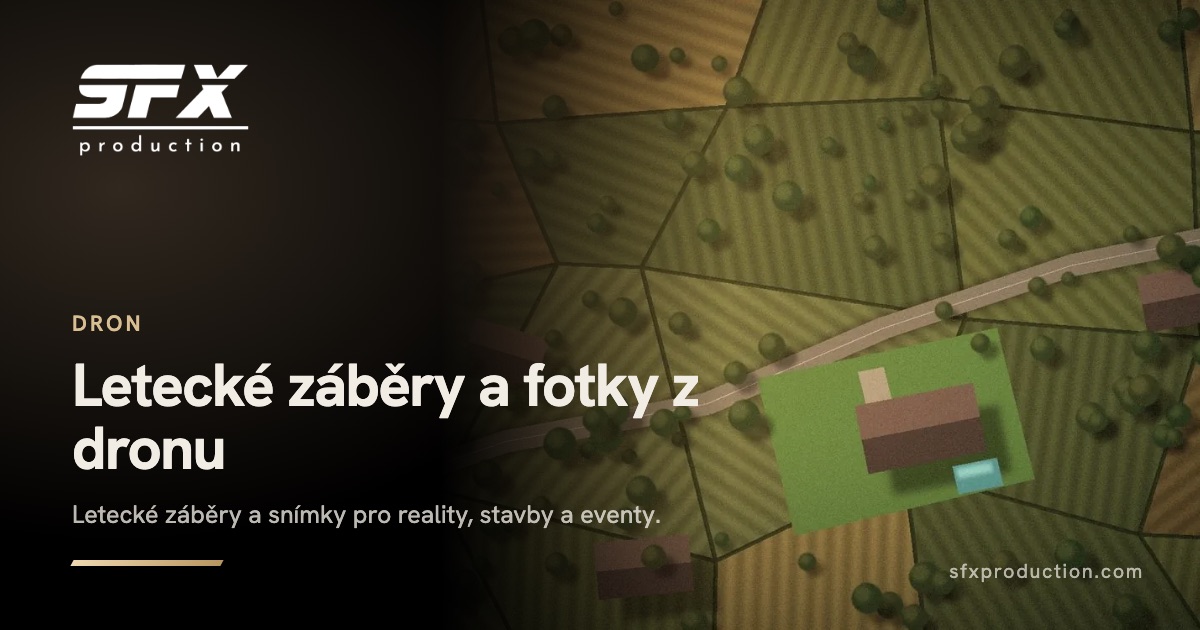 SFX
production
DRON
Letecké záběry a fotky z
dronu
Letecké záběry a snímky pro reality, stavby a eventy.
sfxproduction.com